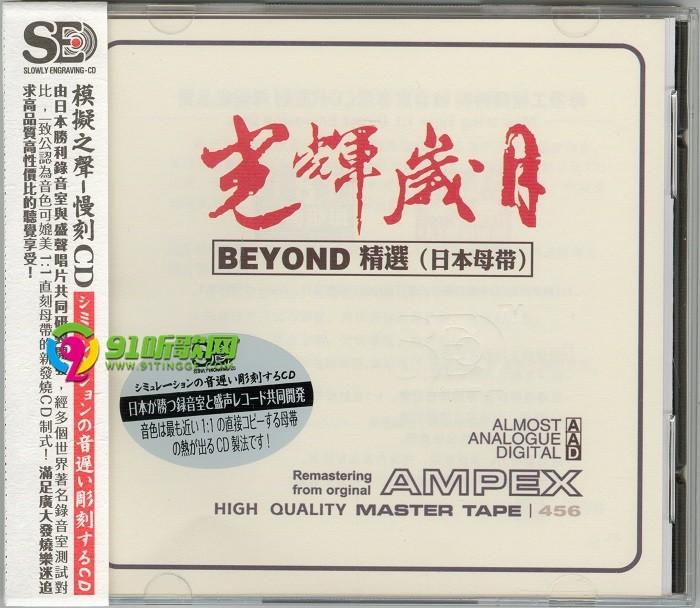 SE
SLOWLY ENGRAVING-CD
模擬之聲-慢刻CD シミュレーションの音遅い彫刻するCD
由日本勝利錄音室與盛聲唱片共同研 開發，經多個世界著名錄音室測試對
比，一致公認為音色可媲美1:1直刻母帶的新發燒CD制式！滿足廣大發燒樂迷追
求高品質高性價比的聽覺享受！
光輝歲月
BEYOND 精選（日本母带）
91听歌网
WWW.91TINGGE
シミュレーションの音遅い彫刻するCD
日本が勝つ録音室と盛声レコード共同開発
音色は最も近い1:1の直接コピーする母帯
の熱が出るCD製法です！
ALMOST A
ANALOGUE A
DIGITAL D
Remastering
from orginal AMPEX
HIGH QUALITY MASTER TAPE | 456